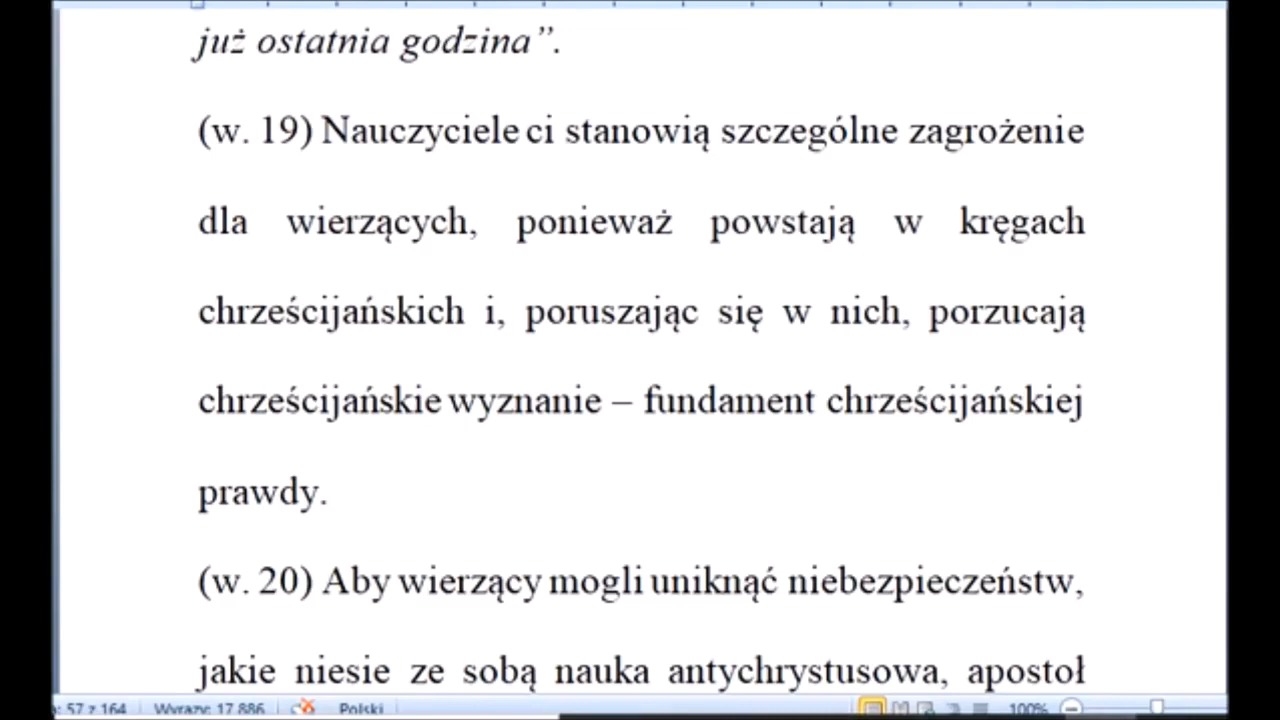 już ostatnia godzina”.
(w. 19) Nauczyciele ci stanowią szczególne zagrożenie
dla wierzących, ponieważ powstają w kręgach
chrześcijańskich i, poruszając się w nich, porzucają
chrześcijańskie wyznanie – fundament chrześcijańskiej
prawdy.
(w. 20) Aby wierzący mogli uniknąć niebezpieczeństw,
jakie niesie ze sobą nauka antychrystusowa, apostoł
: 57 z 164 Wyrazy: 17 886 Polski 100%